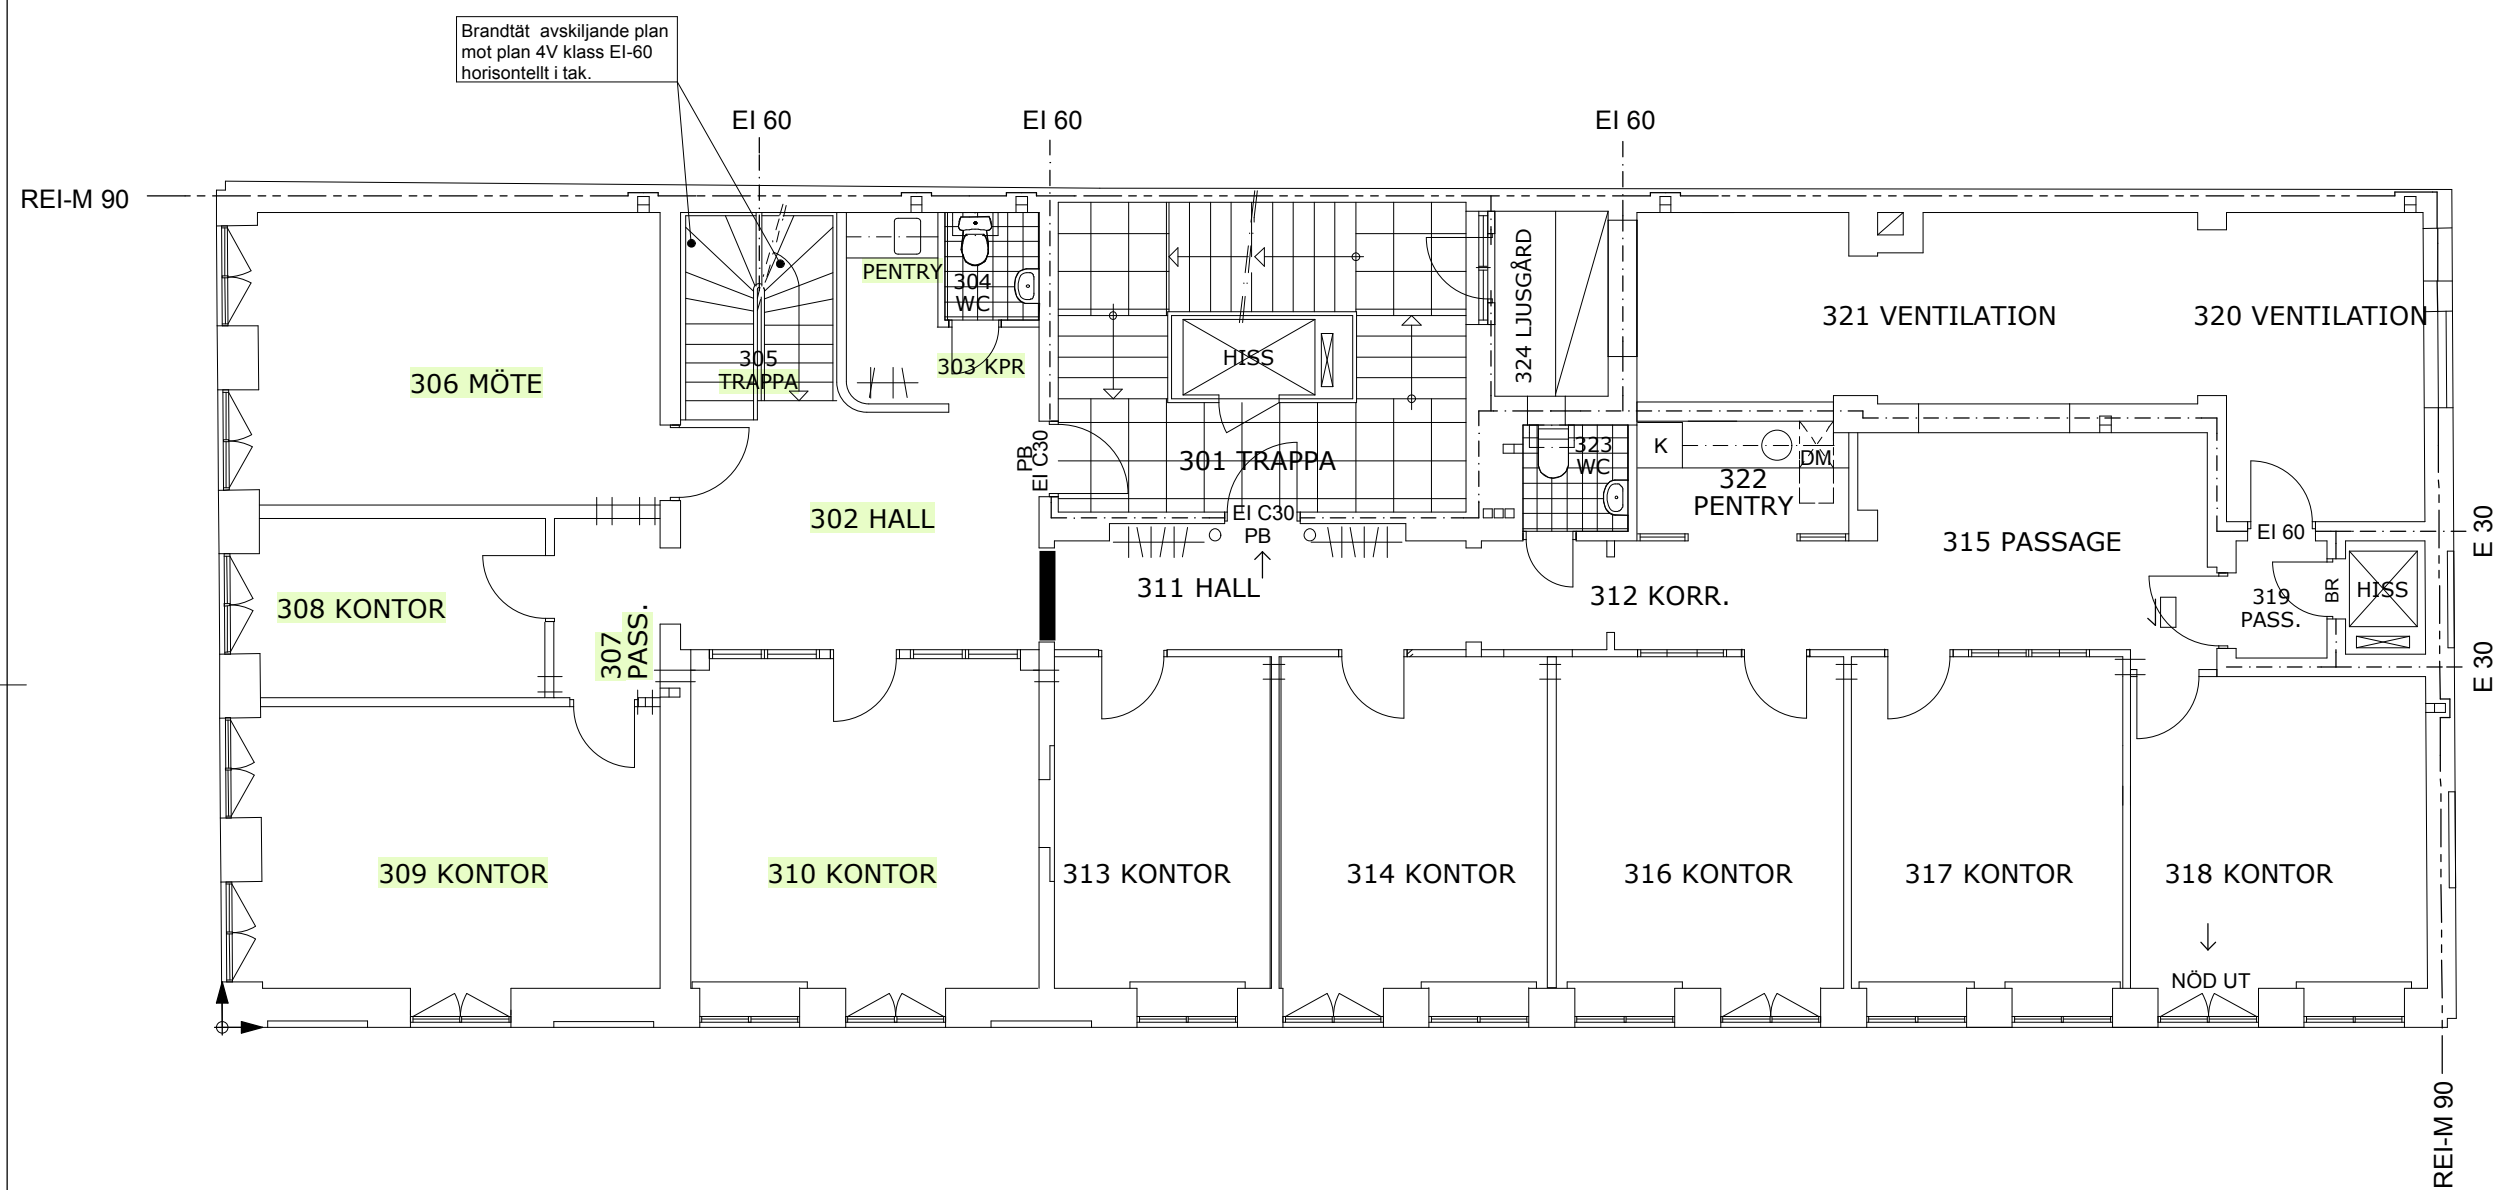 Brandtät avskiljande plan
mot plan 4V klass EI-60
horisontellt i tak.
EI 60
EI 60
EI 60
REI-M 90
PENTRY
304
WC
305
TRAPPA
303 KPR
306 MÖTE
HISS
324 LJUSGÅRD
321 VENTILATION
320 VENTILATION
302 HALL
PB
EI C30
301 TRAPPA
EI C30
PB
323
WC
K
DM
322
PENTRY
315 PASSAGE
EI 60
E 30
308 KONTOR
307
PASS.
311 HALL
312 KORR.
319
PASS.
BR
HISS
E 30
309 KONTOR
310 KONTOR
313 KONTOR
314 KONTOR
316 KONTOR
317 KONTOR
318 KONTOR
NÖD UT
REI-M 90